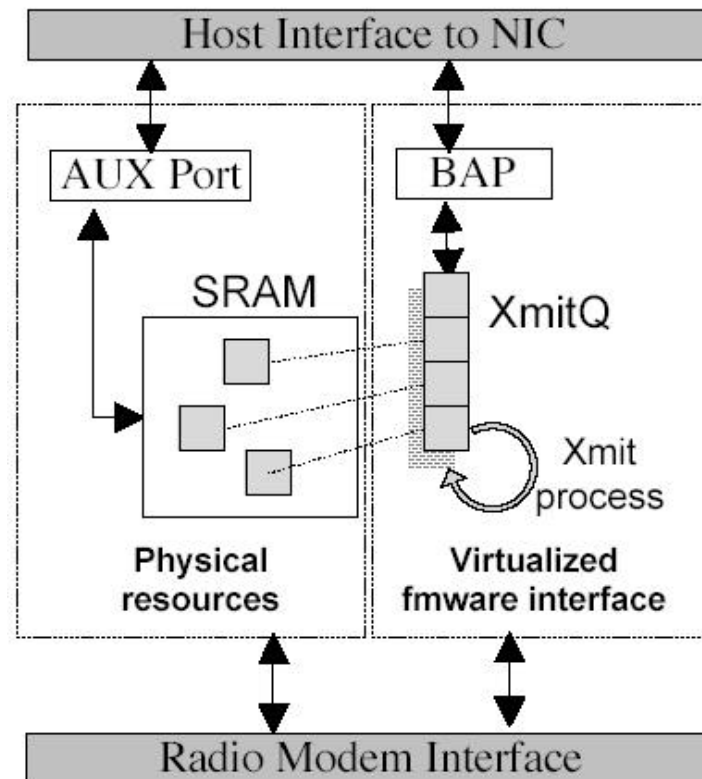 Host Interface to NIC
AUX Port
BAP
SRAM
XmitQ
Xmit
process
Physical
resources
Virtualized
fmware interface
Radio Modem Interface